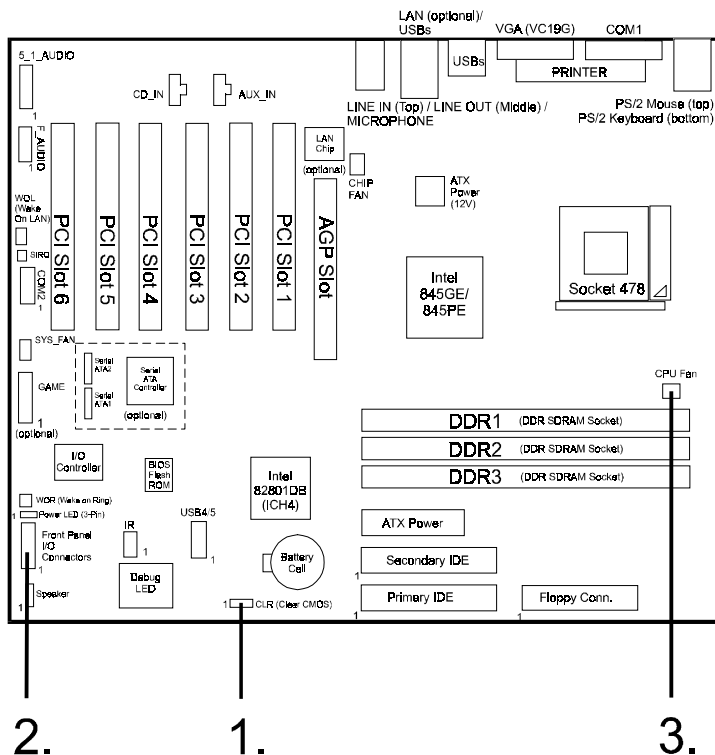 LAN (optional)/
USBs
VGA (VC19G)
COM1
5_1_AUDIO
1
CD_IN
AUX_IN
USBs
PRINTER
LINE IN (Top) / LINE OUT (Middle) /
MICROPHONE
PS/2 Mouse (top)
PS/2 Keyboard (bottom)
F_AUDIO
1
LAN
Chip
(optional)
CHIP
FAN
ATX
Power
(12V)
WOL
(Wake
On LAN)
SIRQ
COM2
1
PCI Slot 6
PCI Slot 5
PCI Slot 4
PCI Slot 3
PCI Slot 2
PCI Slot 1
AGP Slot
Intel
845GE/
845PE
Socket 478
SYS_FAN
Serial
ATA2
Serial
ATA1
Serial
ATA
Controller
(optional)
GAME
1
(optional)
CPU Fan
DDR1 (DDR SDRAM Socket)
DDR2 (DDR SDRAM Socket)
DDR3 (DDR SDRAM Socket)
I/O
Controller
BIOS
Flash
ROM
Intel
82801DB
(ICH4)
WOR (Wake on Ring)
1
Power LED (3-Pin)
Front Panel
I/O
Connectors
1
IR
1
USB4/5
1
ATX Power
Battery
Cell
Secondary IDE
1
Speaker
1
Debug
LED
1
CLR (Clear CMOS)
Primary IDE
1
Floppy Conn.
1
2.
1.
3.